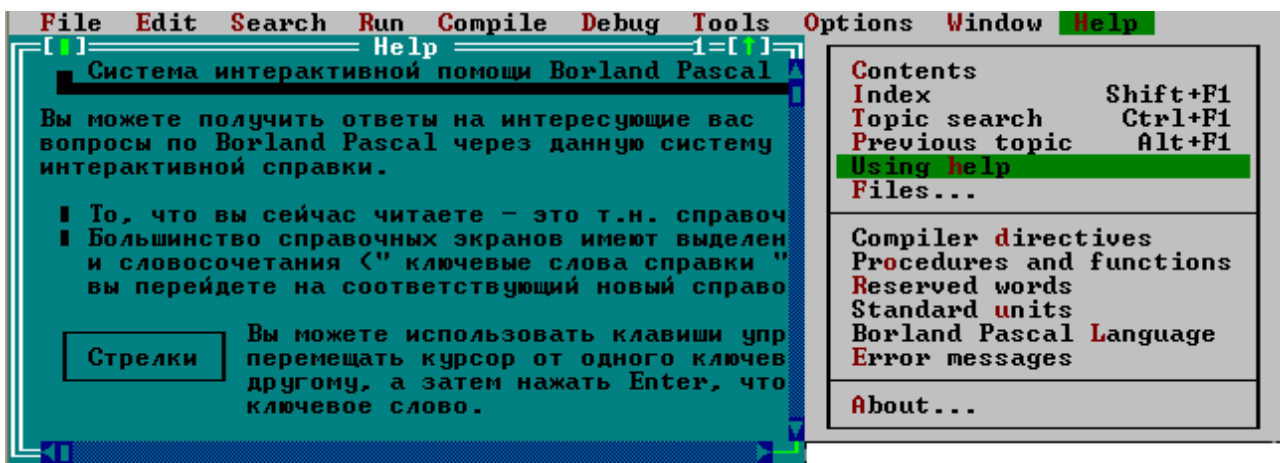 File Edit Search Run Compile Debug Tools Options Window Help
[ ] Help 1=[↑]
Система интерактивной помощи Borland Pascal
Вы можете получить ответы на интересующие вас
вопросы по Borland Pascal через данную систему
интерактивной справки.
То, что вы сейчас читаете - это т.н. справоч
Большинство справочных экранов имеют выделен
и словосочетания (" ключевые слова справки "
вы перейдете на соответствующий новый справо
Вы можете использовать клавиши упр
Стрелки перемещать курсор от одного ключев
другому, а затем нажать Enter, что
ключевое слово.
Contents
Index Shift+F1
Topic search Ctrl+F1
Previous topic Alt+F1
Using help
Files...
Compiler directives
Procedures and functions
Reserved words
Standard units
Borland Pascal Language
Error messages
About...